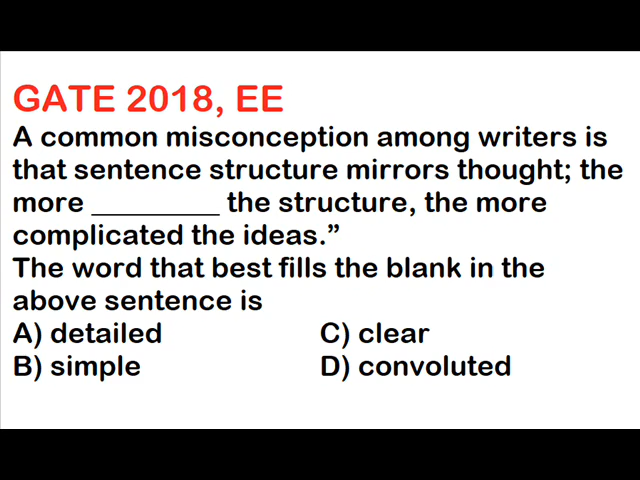 GATE 2018, EE
A common misconception among writers is
that sentence structure mirrors thought; the
more _________ the structure, the more
complicated the ideas.”
The word that best fills the blank in the
above sentence is
A) detailed C) clear
B) simple D) convoluted